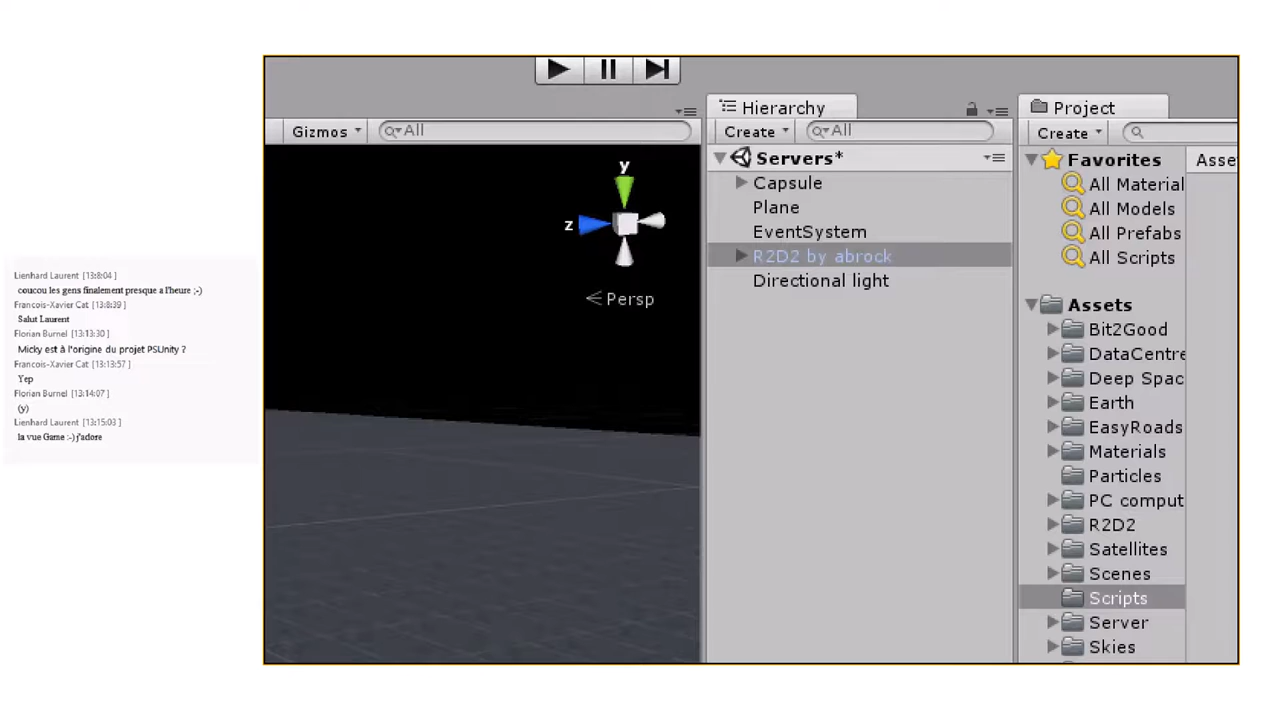 Lienhard Laurent [13:8:04 ]
coucou les gens finalement presque a l'heure ;-)
Francois-Xavier Cat [13:8:39 ]
Salut Laurent
Florian Burnel [13:13:30 ]
Micky est à l'origine du projet PSUnity ?
Francois-Xavier Cat [13:13:57 ]
Yep
Florian Burnel [13:14:07 ]
(y)
Lienhard Laurent [13:15:03 ]
la vue Game :-) j'adore
Gizmos
All
y
z
Persp
Hierarchy
Create
All
Servers*
Capsule
Plane
EventSystem
R2D2 by abrock
Directional light
Project
Create
Favorites
Asse
All Material
All Models
All Prefabs
All Scripts
Assets
Bit2Good
DataCentre
Deep Spac
Earth
EasyRoads
Materials
Particles
PC comput
R2D2
Satellites
Scenes
Scripts
Server
Skies